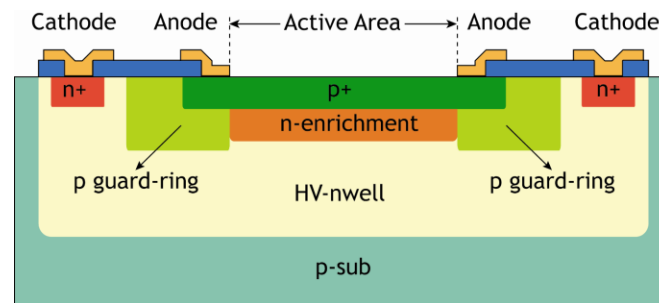 Cathode Anode Active Area Anode Cathode
n+ p+ n+
n-enrichment
p guard-ring p guard-ring
HV-nwell
p-sub